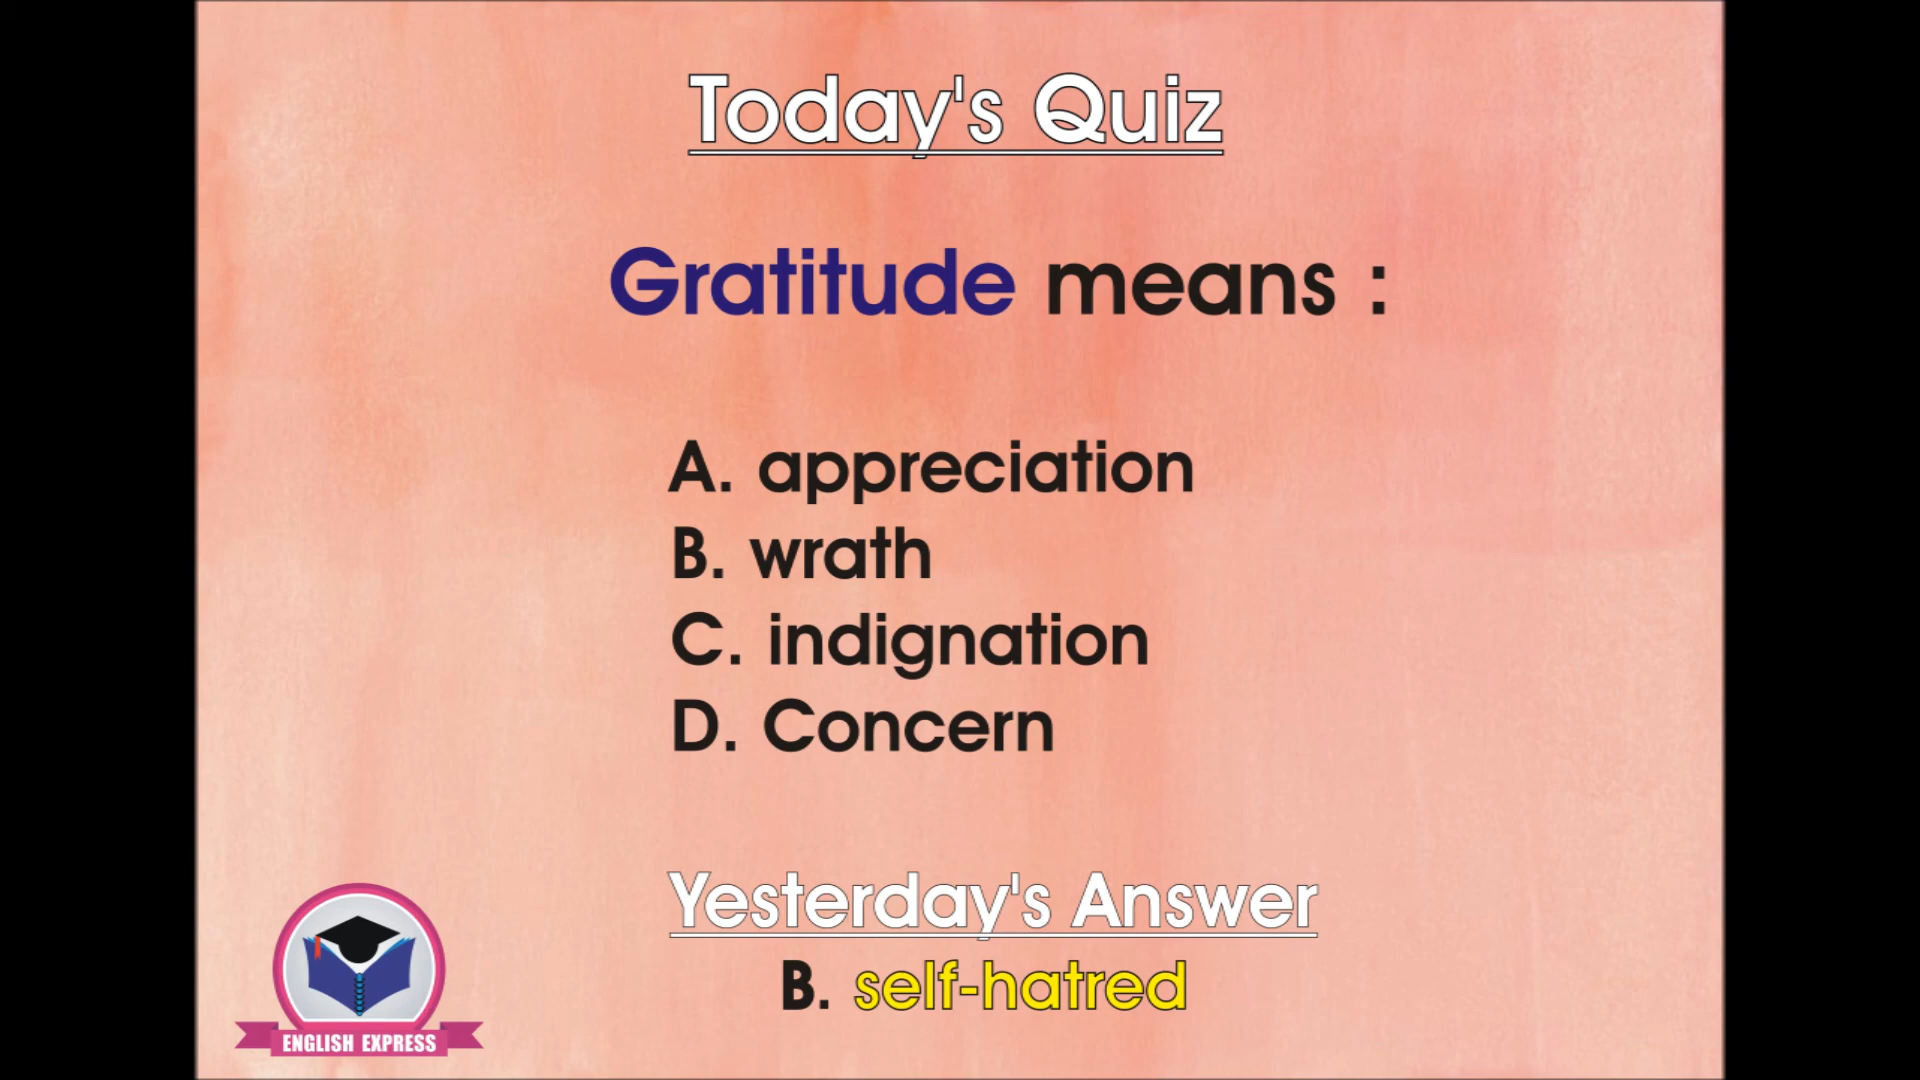 Today's Quiz
Gratitude means :
A. appreciation
B. wrath
C. indignation
D. Concern
Yesterday's Answer
B. self-hatred
ENGLISH EXPRESS